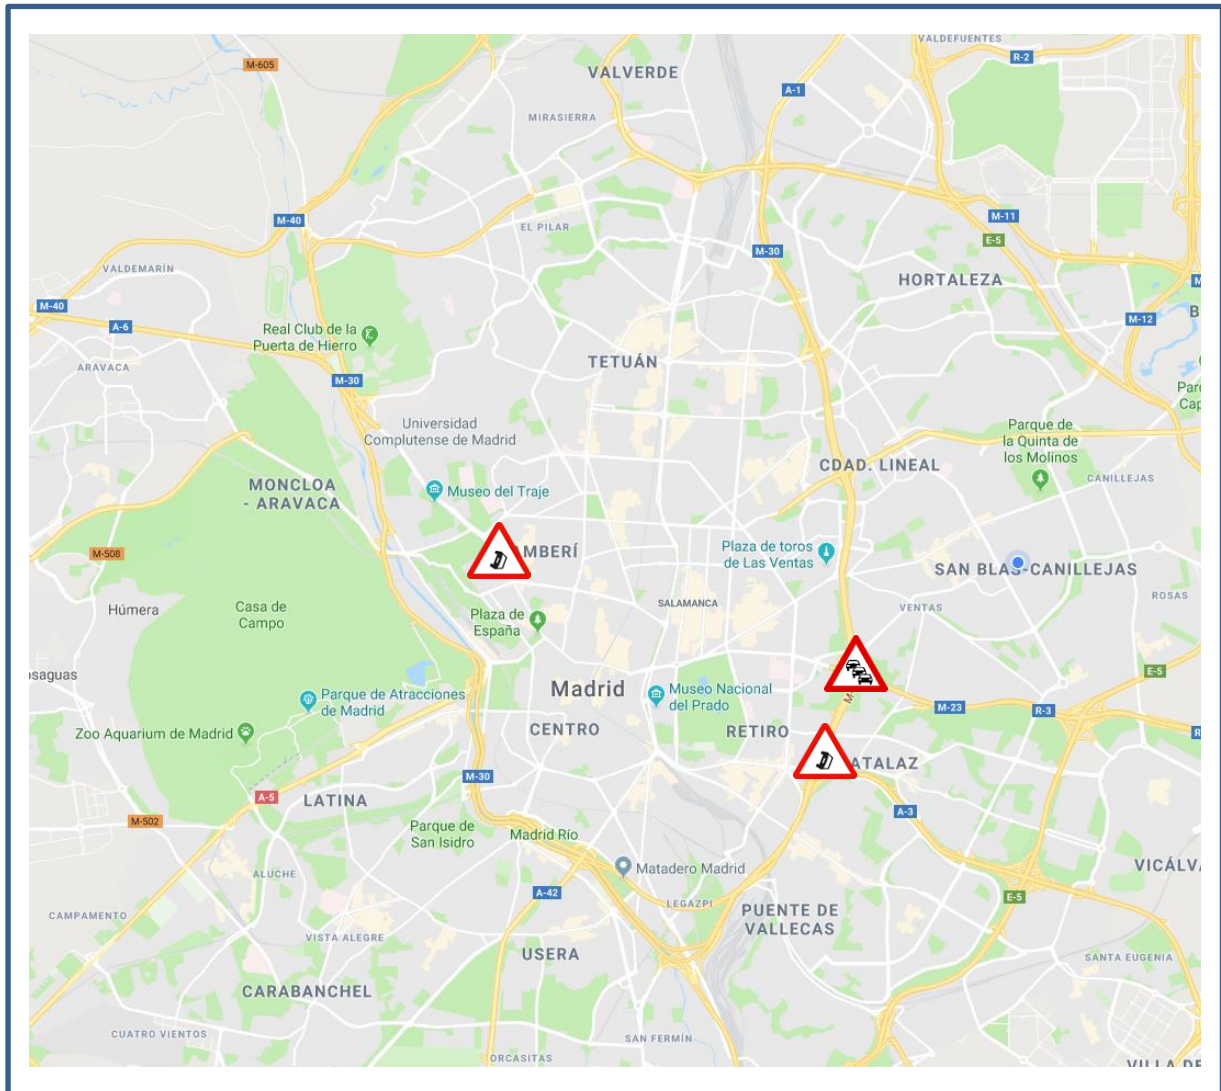 VALDEFUENTES
R-2
M-605
VALVERDE
A-1
MIRASIERRA
M-40
M-11
EL PILAR
E-5
M-30
VALDEMARÍN
HORTALEZA
M-40
A-6
M-12
Real Club de la
Puerta de Hierro
TETUÁN
ARAVACA
M-30
Universidad
Complutense de Madrid
Parque de
la Quinta de
los Molinos
CDAD. LINEAL
CANILLEJAS
MONCLOA
- ARAVACA
Museo del Traje
M-508
AMBERÍ
Plaza de toros
de Las Ventas
SAN BLAS-CANILLEJAS
ROSAS
Húmera
Casa de
Campo
Plaza de
España
SALAMANCA
VENTAS
osaguas
E-5
Parque de Atracciones
de Madrid
Madrid
Museo Nacional
del Prado
M-23
R-3
Zoo Aquarium de Madrid
CENTRO
RETIRO
ATALAZ
M-30
A-5
LATINA
M-502
A-3
Parque de
San Isidro
Madrid Río
Matadero Madrid
VICÁLVA
ALUCHE
A-42
LEGAZPI
E-5
CAMPAMENTO
PUENTE DE
VALLECAS
VISTA ALEGRE
USERA
SANTA EUGENIA
CARABANCHEL
CUATRO VIENTOS
SAN FERMÍN
ORCASITAS
VILLA DE